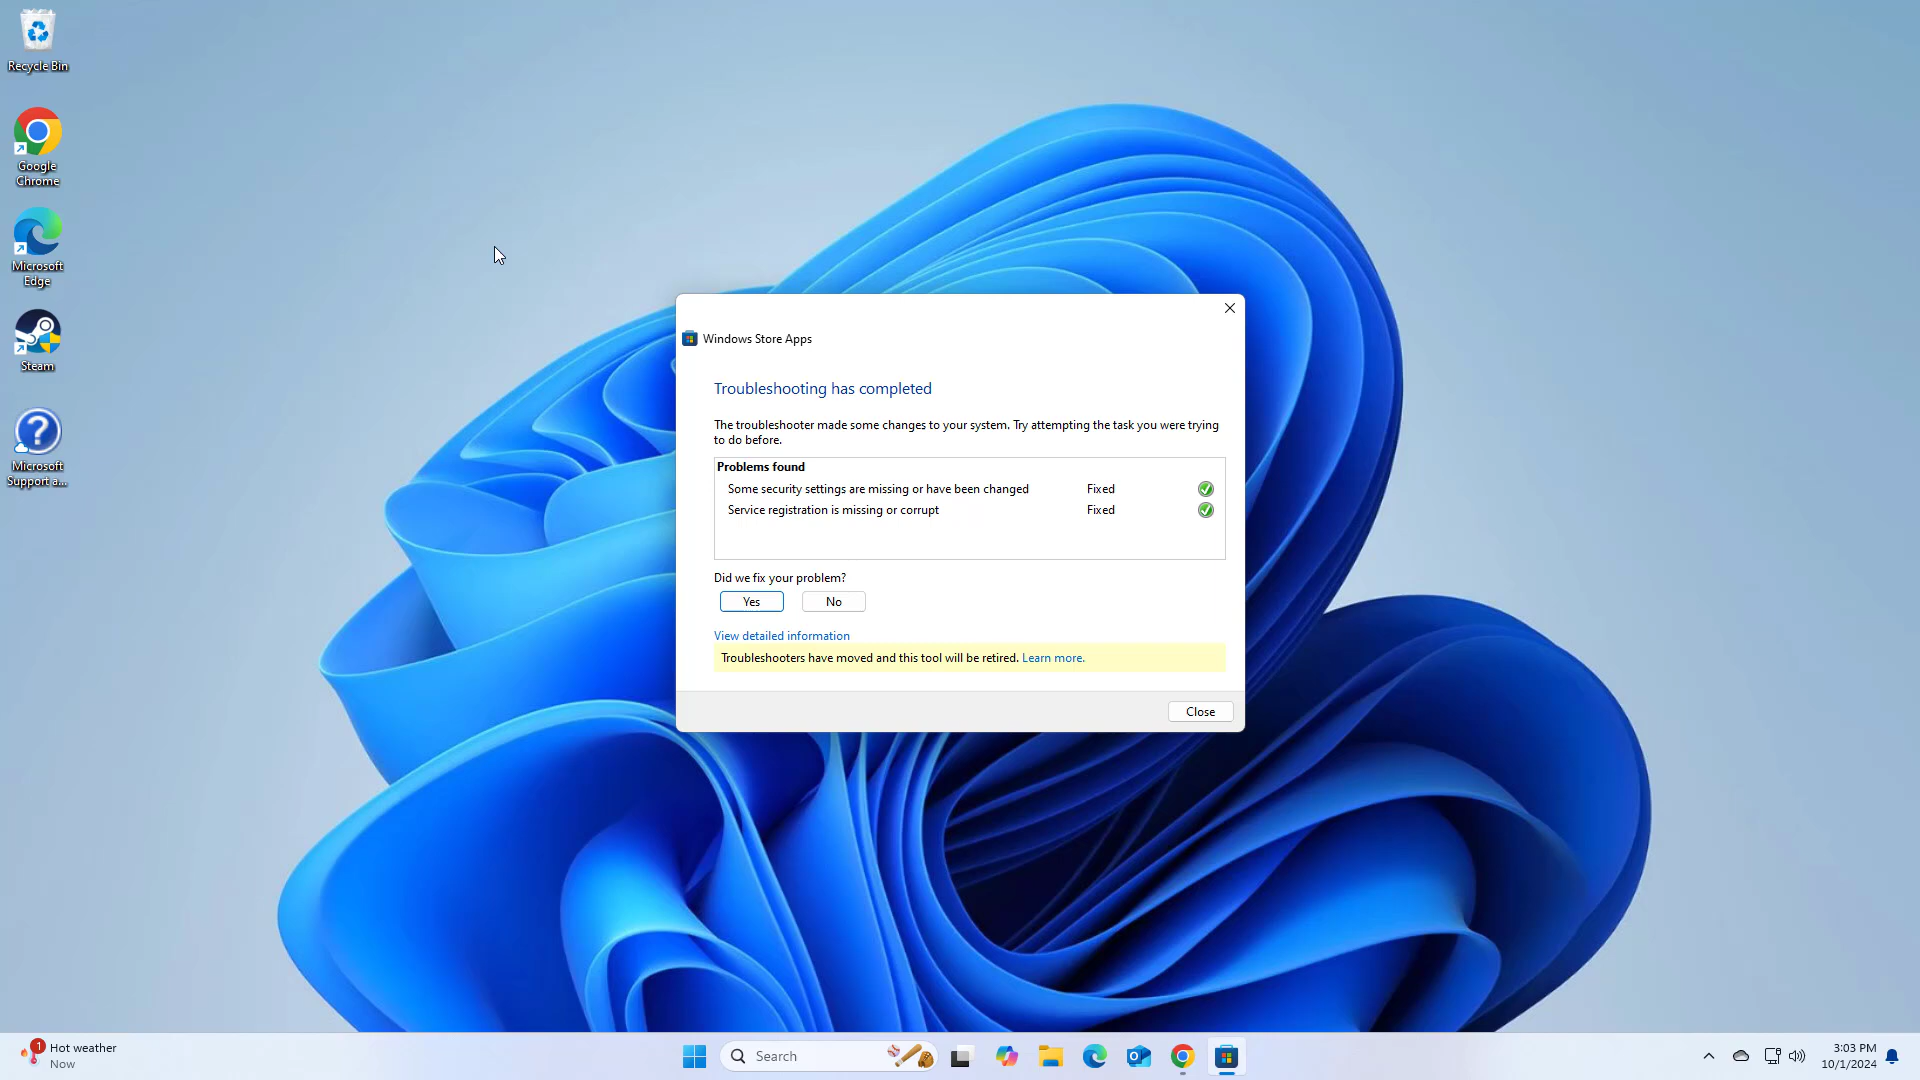 Recycle Bin
Google
Chrome
Microsoft
Edge
Steam
Microsoft
Support a...
Windows Store Apps
Troubleshooting has completed
The troubleshooter made some changes to your system. Try attempting the task you were trying
to do before.
Problems found
Some security settings are missing or have been changed Fixed
Service registration is missing or corrupt Fixed
Did we fix your problem?
Yes No
View detailed information
Troubleshooters have moved and this tool will be retired. Learn more.
Close
1 Hot weather
Now
Search
3:03 PM
10/1/2024